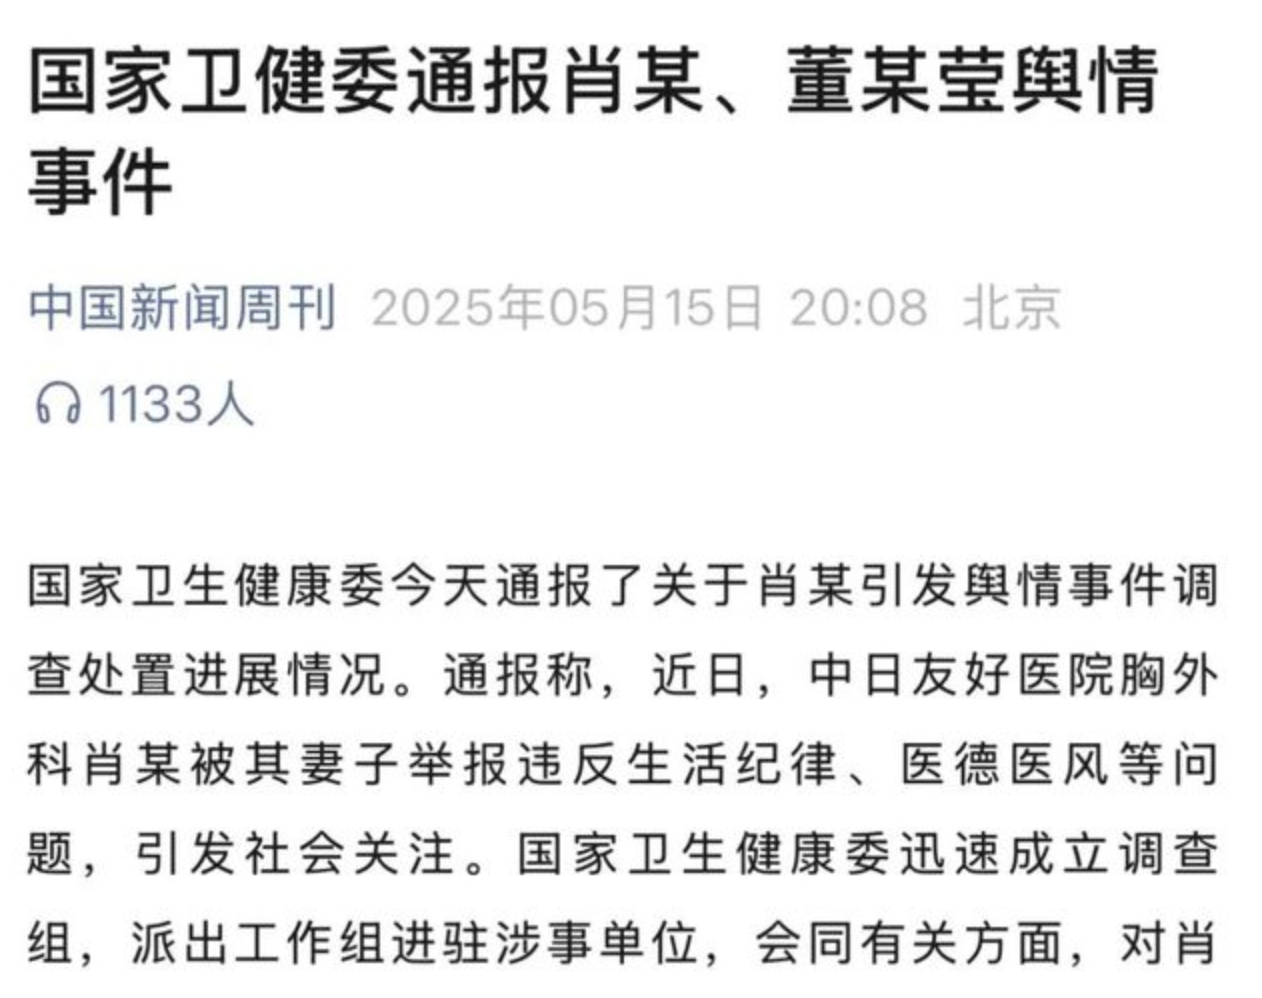 国家卫健委通报肖某、董某莹舆情
事件
中国新闻周刊 2025年05月15日 20:08 北京
1133人
国家卫生健康委今天通报了关于肖某引发舆情事件调
查处置进展情况。通报称，近日，中日友好医院胸外
科肖某被其妻子举报违反生活纪律、医德医风等问
题，引发社会关注。国家卫生健康委迅速成立调查
组，派出工作组进驻涉事单位，会同有关方面，对肖